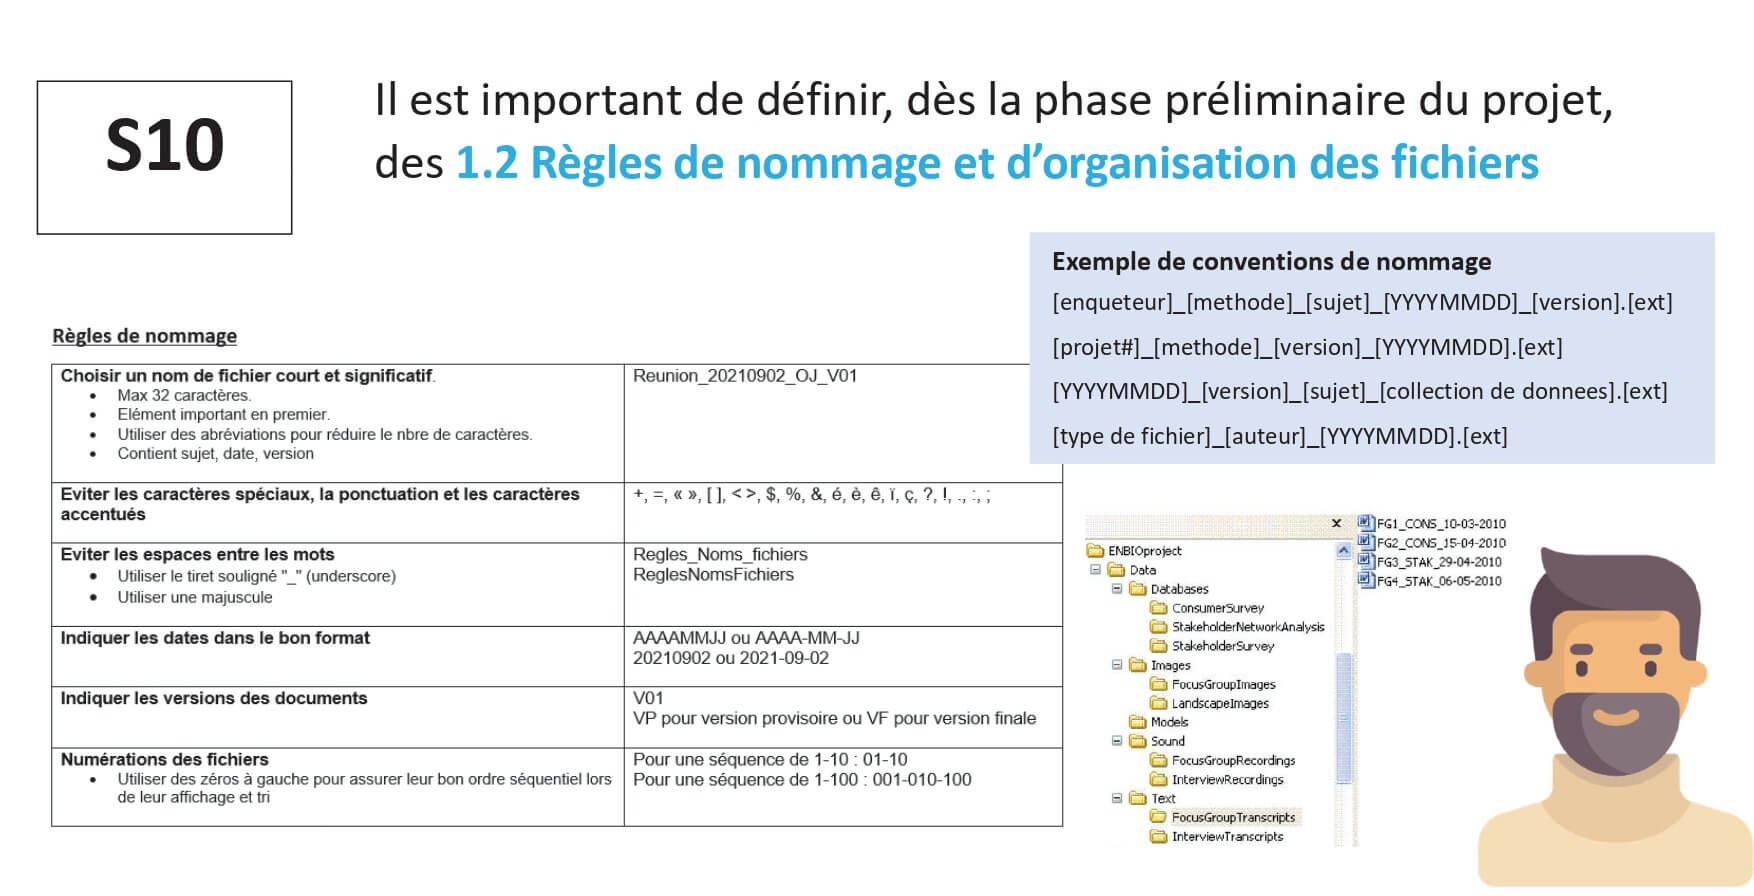 S10
Il est important de définir, dès la phase préliminaire du projet,
des 1.2 Règles de nommage et d’organisation des fichiers
Exemple de conventions de nommage
[enqueteur]_[methode]_[sujet]_[YYYYMMDD]_[version].[ext]
[projet#]_[methode]_[version]_[YYYYMMDD].[ext]
[YYYYMMDD]_[version]_[sujet]_[collection de donnees].[ext]
[type de fichier]_[auteur]_[YYYYMMDD].[ext]
Règles de nommage
Choisir un nom de fichier court et significatif.
• Max 32 caractères.
• Elément important en premier.
• Utiliser des abréviations pour réduire le nbre de caractères.
• Contient sujet, date, version
Reunion_20210902_OJ_V01
Eviter les caractères spéciaux, la ponctuation et les caractères
accentués
+, =, « », [ ], < >, $, %, &, é, è, ê, ï, ç, ?, !, ., :, ;
Eviter les espaces entre les mots
• Utiliser le tiret souligné "_" (underscore)
• Utiliser une majuscule
Regles_Noms_fichiers
ReglesNomsFichiers
Indiquer les dates dans le bon format
AAAAMMJJ ou AAAA-MM-JJ
20210902 ou 2021-09-02
Indiquer les versions des documents
V01
VP pour version provisoire ou VF pour version finale
Numérations des fichiers
• Utiliser des zéros à gauche pour assurer leur bon ordre séquentiel lors
de leur affichage et tri
Pour une séquence de 1-10 : 01-10
Pour une séquence de 1-100 : 001-010-100
x
ENBIOproject
Data
Databases
ConsumerSurvey
StakeholderNetworkAnalysis
StakeholderSurvey
Images
FocusGroupImages
LandscapeImages
Models
Sound
FocusGroupRecordings
InterviewRecordings
Text
FocusGroupTranscripts
InterviewTranscripts
FG1_CONS_10-03-2010
FG2_CONS_15-04-2010
FG3_STAK_29-04-2010
FG4_STAK_06-05-2010